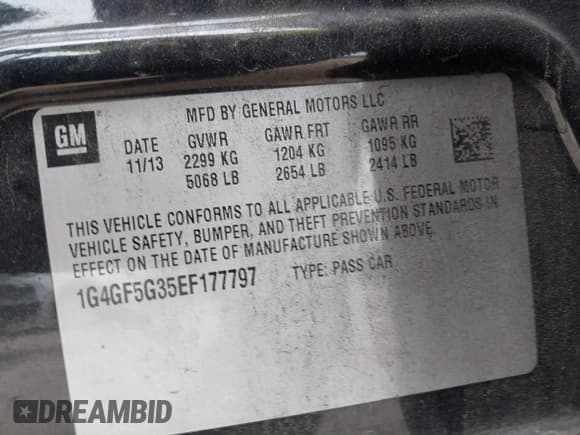 MFD BY GENERAL MOTORS LLC
GM
DATE GVWR GAWR FRT GAWR RR
11/13 2299 KG 1204 KG 1095 KG
5068 LB 2654 LB 2414 LB
THIS VEHICLE CONFORMS TO ALL APPLICABLE U.S. FEDERAL MOTOR
VEHICLE SAFETY, BUMPER, AND THEFT PREVENTION STANDARDS IN
EFFECT ON THE DATE OF MANUFACTURE SHOWN ABOVE.
1G4GF5G35EF177797 TYPE: PASS CAR
DREAMBID